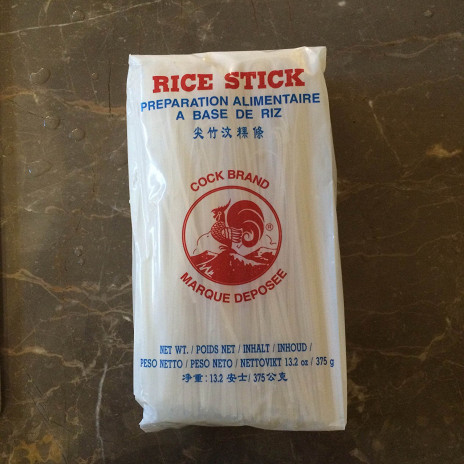 RICE STICK
PREPARATION ALIMENTAIRE
A BASE DE RIZ
尖竹汶粿條
COCK BRAND
®
MARQUE DEPOSEE
NET WT. / POIDS NET / INHALT / INHOUD /
PESO NETTO / PESO NETO / NETTOVIKT 13.2 oz / 375 g
净重:13.2 安士/375公克